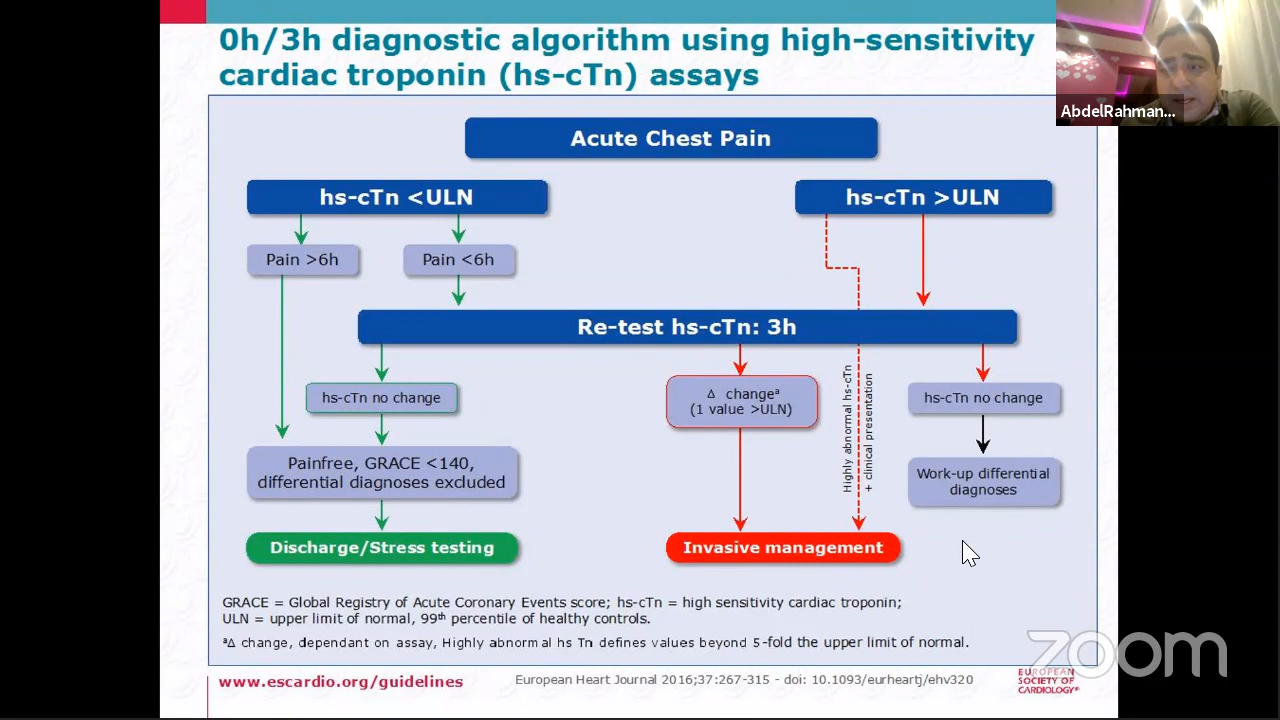 0h/3h diagnostic algorithm using high-sensitivity
cardiac troponin (hs-cTn) assays
AbdelRahman...
Acute Chest Pain
hs-cTn <ULN
hs-cTn >ULN
Pain >6h
Pain <6h
Re-test hs-cTn: 3h
hs-cTn no change
Δ changeª
(1 value >ULN)
Highly abnormal hs-cTn
+ clinical presentation
hs-cTn no change
Painfree, GRACE <140,
differential diagnoses excluded
Work-up differential
diagnoses
Discharge/Stress testing
Invasive management
GRACE = Global Registry of Acute Coronary Events score; hs-cTn = high sensitivity cardiac troponin;
ULN = upper limit of normal, 99th percentile of healthy controls.
ªΔ change, dependant on assay, Highly abnormal hs Tn defines values beyond 5-fold the upper limit of normal.
zoom
www.escardio.org/guidelines
European Heart Journal 2016;37:267-315 - doi: 10.1093/eurheartj/ehv320
EUROPEAN
SOCIETY OF
CARDIOLOGY®